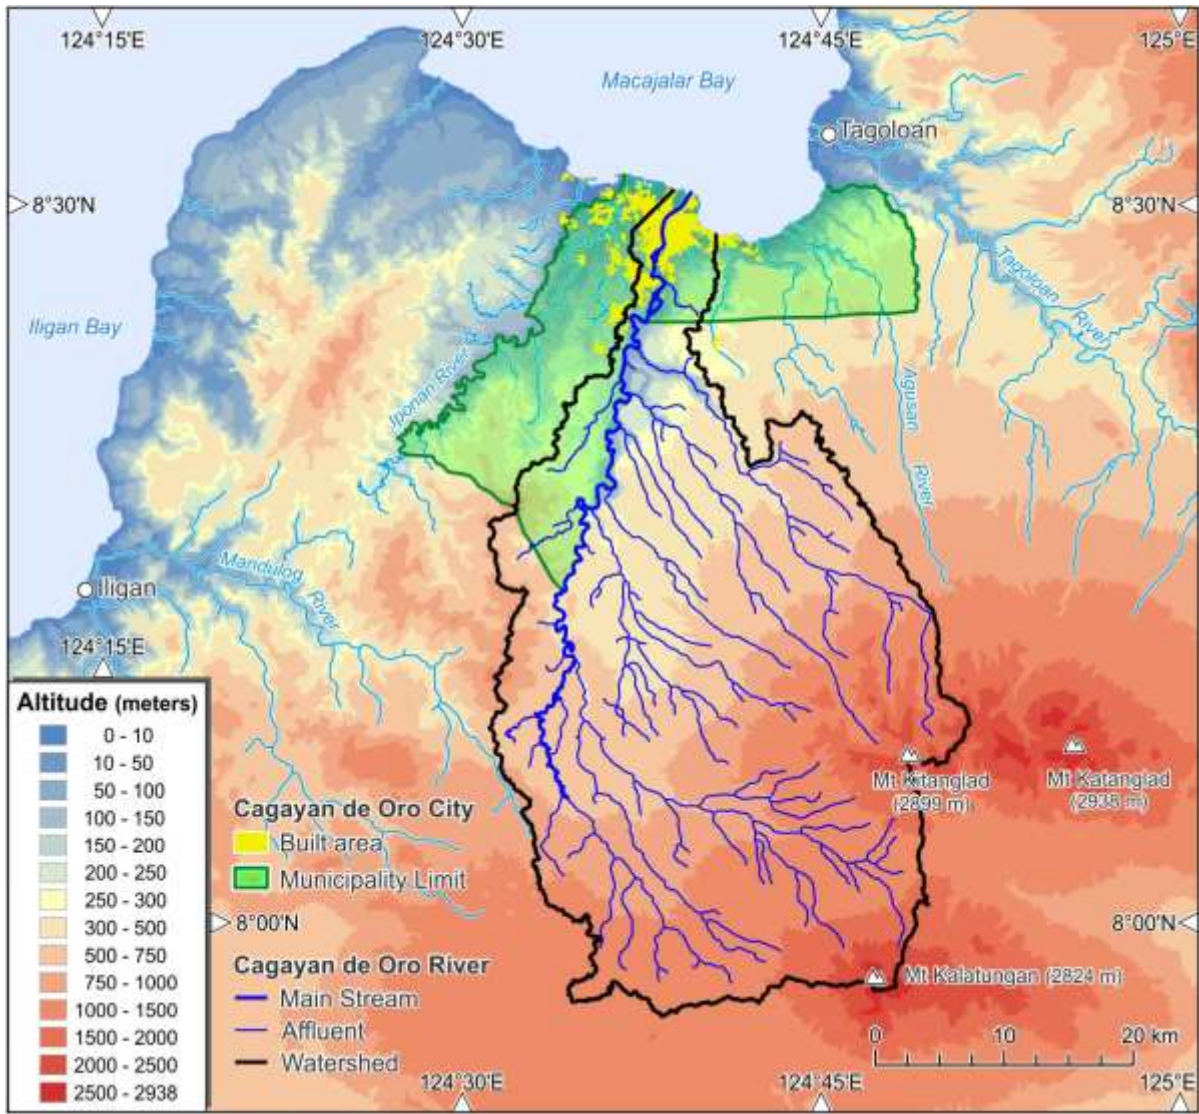 124°15'E
124°30'E
124°45'E
125°E
Macajalar Bay
Tagoloan
8°30'N
8°30'N
Tagoloan
River
Iligan Bay
Iponan River
Agusan
River
Mandulog
River
Iligan
124°15'E
Altitude (meters)
0 - 10
10 - 50
50 - 100
100 - 150
150 - 200
200 - 250
250 - 300
300 - 500
500 - 750
750 - 1000
1000 - 1500
1500 - 2000
2000 - 2500
2500 - 2938
Mt Kitanglad
(2899 m)
Mt Katanglad
(2938 m)
Cagayan de Oro City
Built area
Municipality Limit
8°00'N
8°00'N
Cagayan de Oro River
Main Stream
Affluent
Watershed
Mt Kalatungan (2824 m)
0 10 20 km
124°30'E
124°45'E
125°E